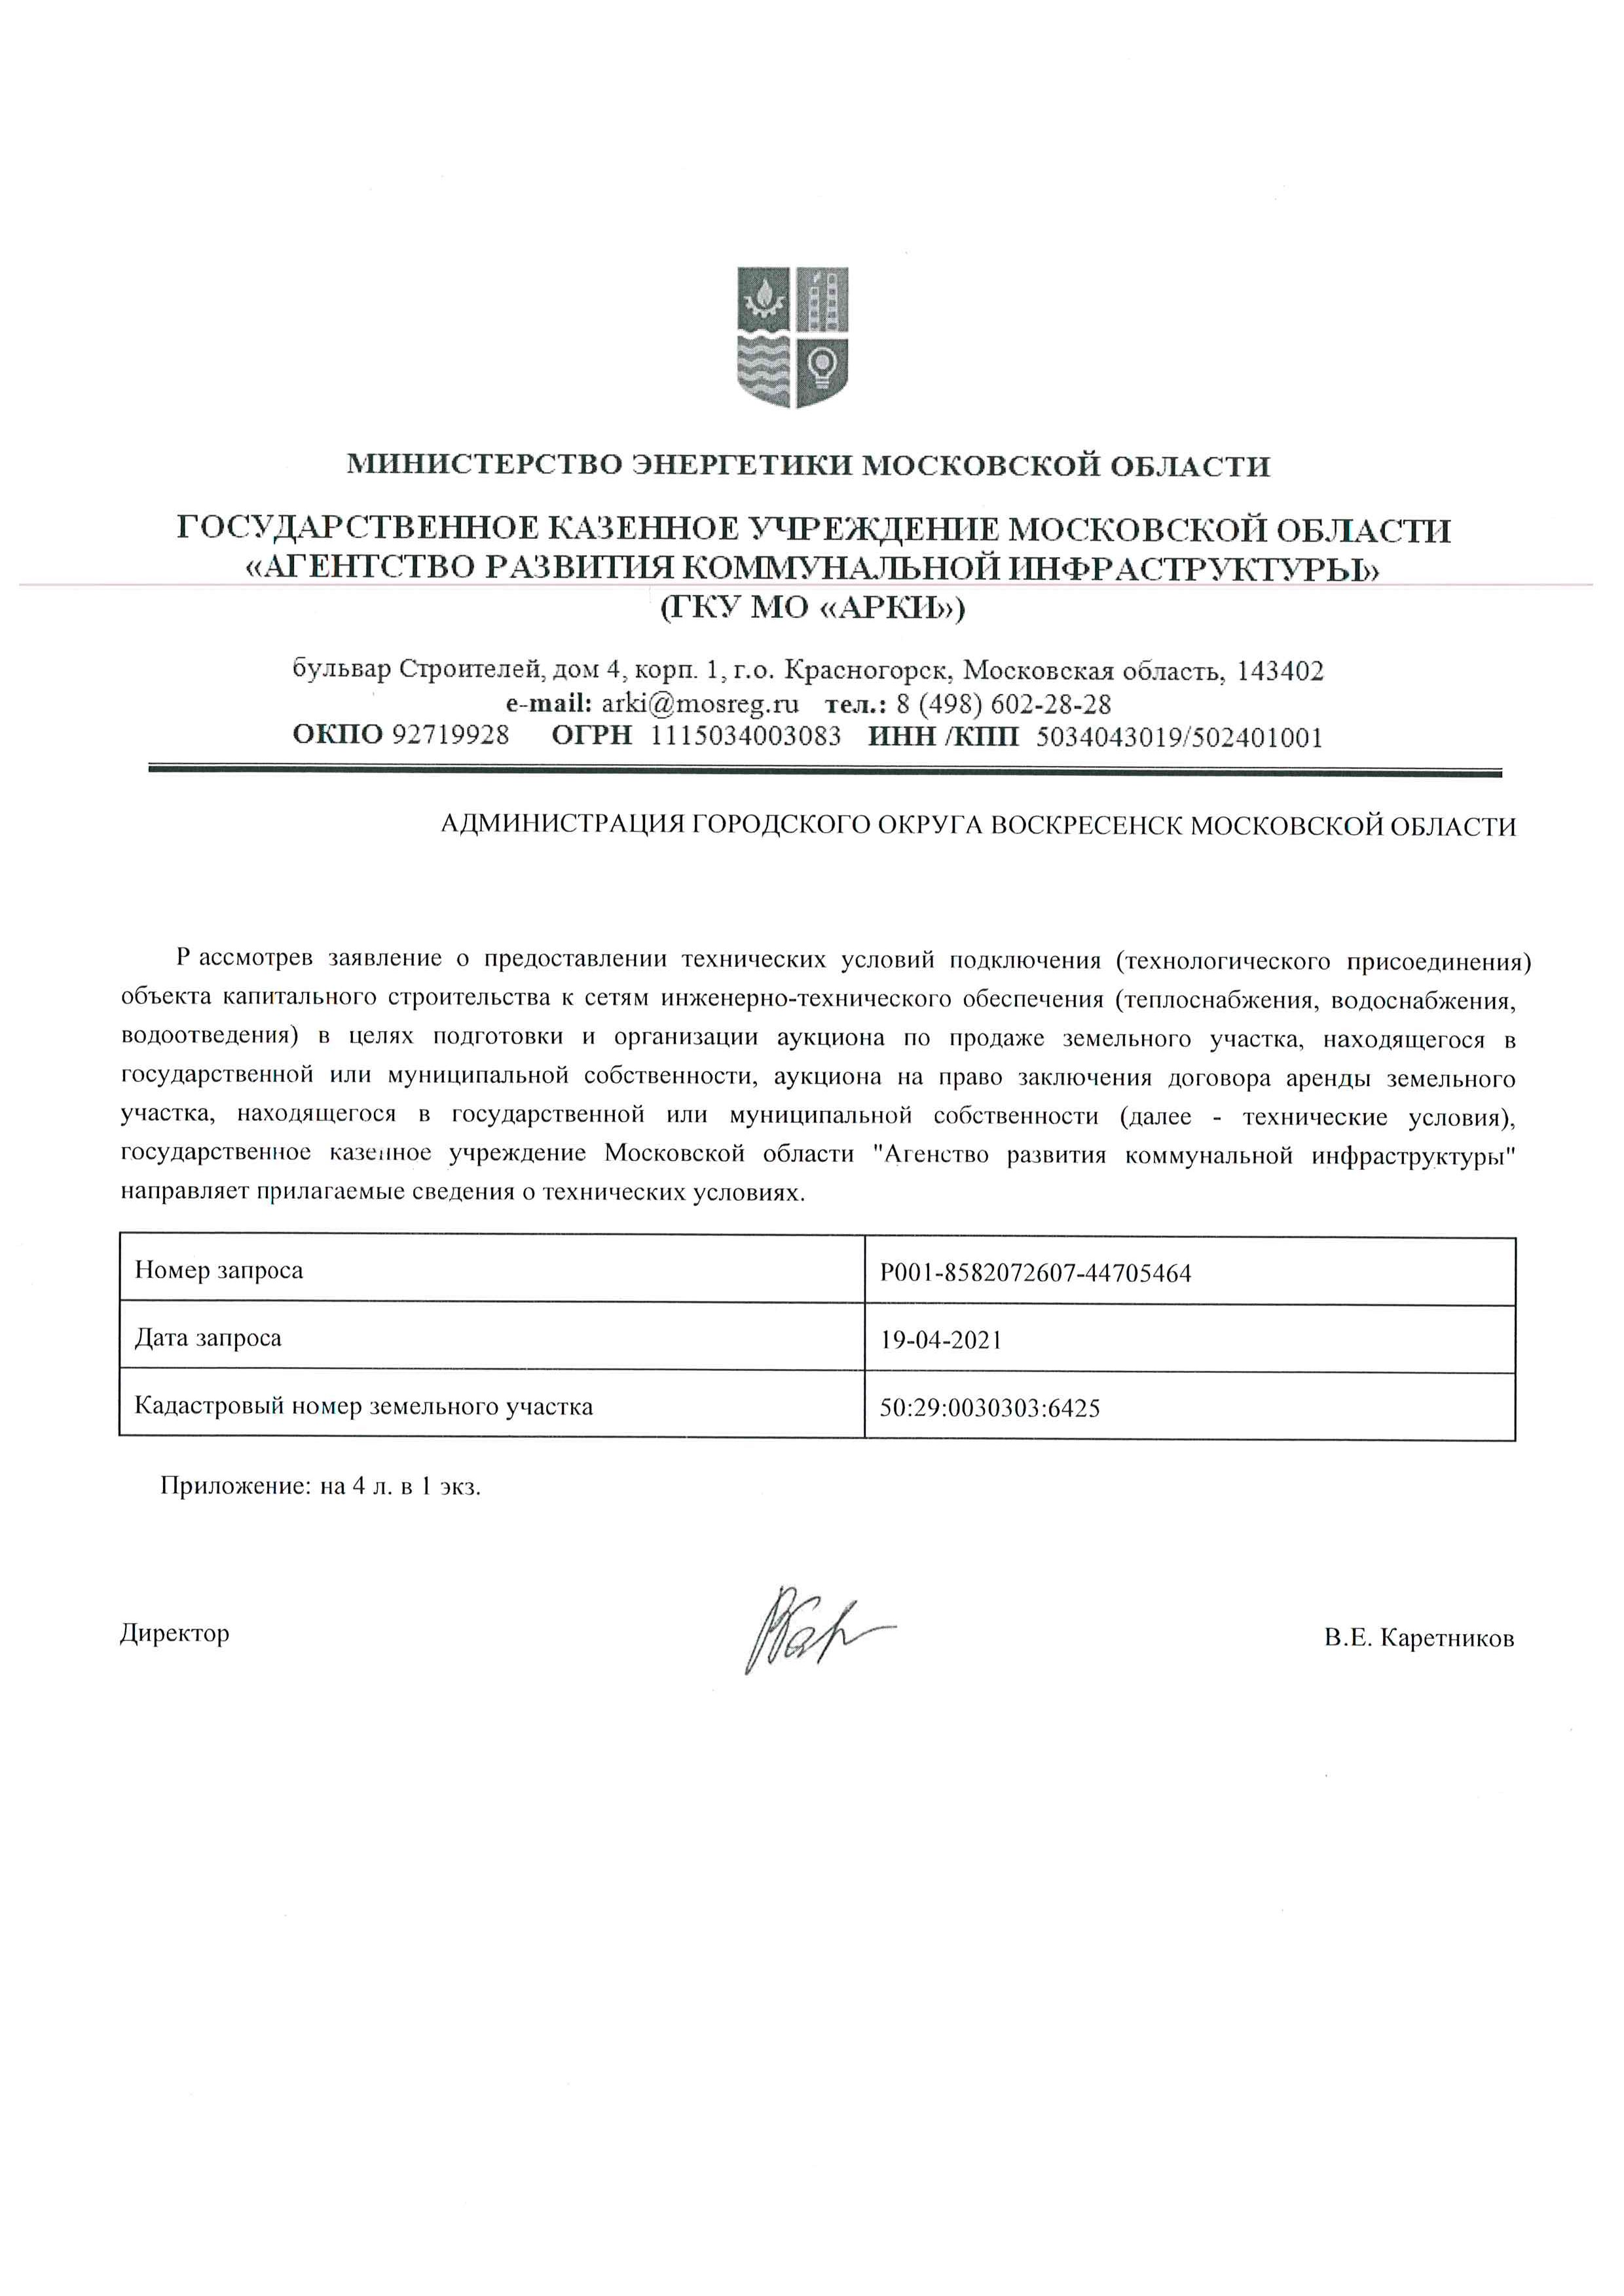 МИНИСТЕРСТВО ЭНЕРГЕТИКИ МОСКОВСКОЙ ОБЛАСТИ
ГОСУДАРСТВЕННОЕ КАЗЕННОЕ УЧРЕЖДЕНИЕ МОСКОВСКОЙ ОБЛАСТИ
«АГЕНТСТВО РАЗВИТИЯ КОММУНАЛЬНОЙ ИНФРАСТРУКТУРЫ»
(ГКУ МО «АРКИ»)
бульвар Строителей, дом 4, корп. 1, г.о. Красногорск, Московская область, 143402
e-mail: arki@mosreg.ru тел.: 8 (498) 602-28-28
ОКПО 92719928 ОГРН 1115034003083 ИНН /КПП 5034043019/502401001
АДМИНИСТРАЦИЯ ГОРОДСКОГО ОКРУГА ВОСКРЕСЕНСК МОСКОВСКОЙ ОБЛАСТИ
Р ассмотрев заявление о предоставлении технических условий подключения (технологического присоединения)
объекта капитального строительства к сетям инженерно-технического обеспечения (теплоснабжения, водоснабжения,
водоотведения) в целях подготовки и организации аукциона по продаже земельного участка, находящегося в
государственной или муниципальной собственности, аукциона на право заключения договора аренды земельного
участка, находящегося в государственной или муниципальной собственности (далее - технические условия),
государственное казенное учреждение Московской области "Агенство развития коммунальной инфраструктуры"
направляет прилагаемые сведения о технических условиях.
Номер запроса P001-8582072607-44705464
Дата запроса 19-04-2021
Кадастровый номер земельного участка 50:29:0030303:6425
Приложение: на 4 л. в 1 экз.
Директор В.Е. Каретников